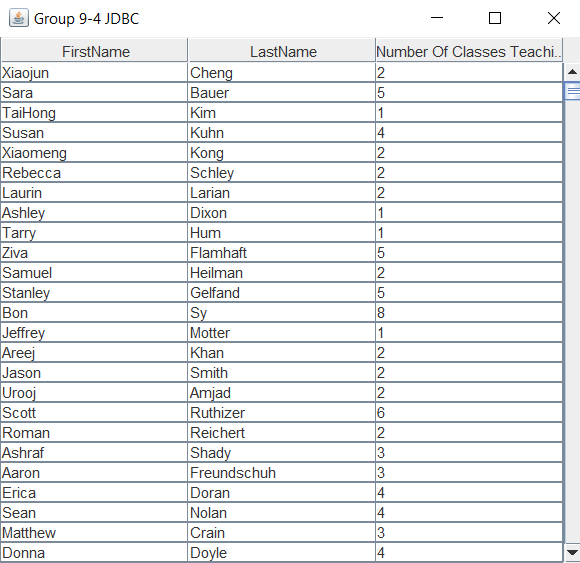 Group 9-4 JDBC
FirstName LastName Number Of Classes Teachi...
Xiaojun Cheng 2
Sara Bauer 5
TaiHong Kim 1
Susan Kuhn 4
Xiaomeng Kong 2
Rebecca Schley 2
Laurin Larian 2
Ashley Dixon 1
Tarry Hum 1
Ziva Flamhaft 5
Samuel Heilman 2
Stanley Gelfand 5
Bon Sy 8
Jeffrey Motter 1
Areej Khan 2
Jason Smith 2
Urooj Amjad 2
Scott Ruthizer 6
Roman Reichert 2
Ashraf Shady 3
Aaron Freundschuh 3
Erica Doran 4
Sean Nolan 4
Matthew Crain 3
Donna Doyle 4